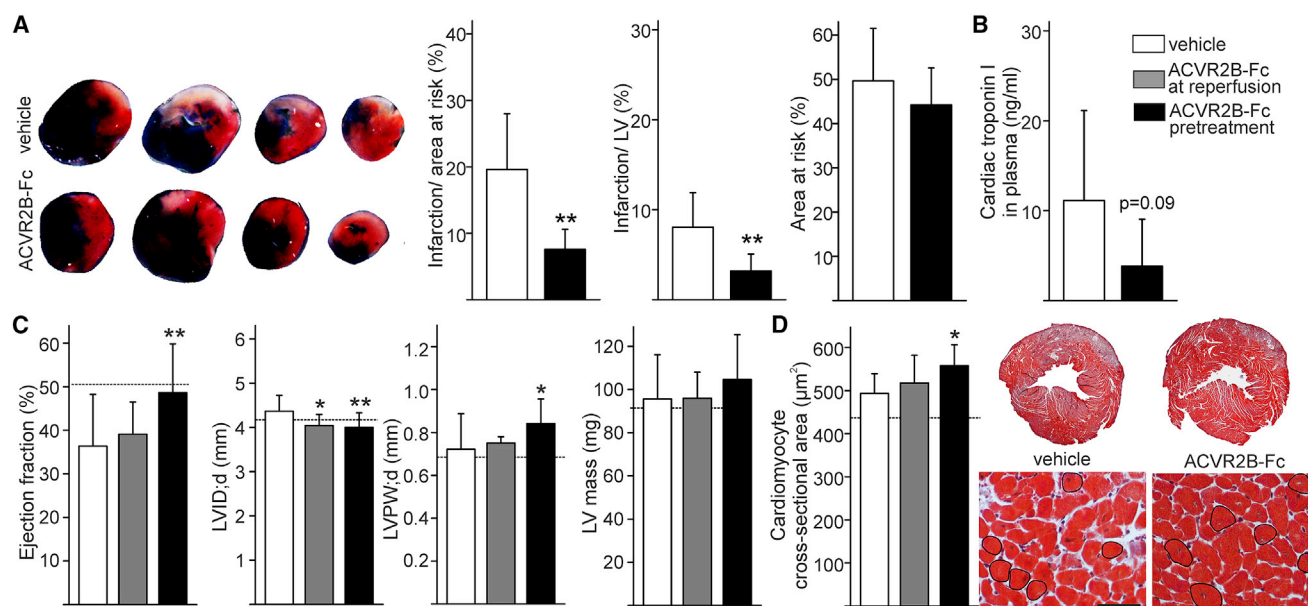 A
vehicle
ACVR2B-Fc
Infarction/ area at risk (%)
40
30
20
10
**
Infarction/ LV (%)
30
20
10
**
Area at risk (%)
60
50
40
30
20
10
B
Cardiac troponin I
in plasma (ng/ml)
30
20
10
p=0.09
vehicle
ACVR2B-Fc
at reperfusion
ACVR2B-Fc
pretreatment
C
Ejection fraction (%)
60
50
40
30
20
10
**
LVID;d (mm)
6
5
4
3
2
1
*
**
LVPW;d (mm)
1.2
1.0
0.8
0.6
0.4
0.2
*
LV mass (mg)
120
100
80
60
40
20
D
Cardiomyocyte
cross-sectional area (µm²)
600
500
400
300
200
100
*
vehicle
ACVR2B-Fc